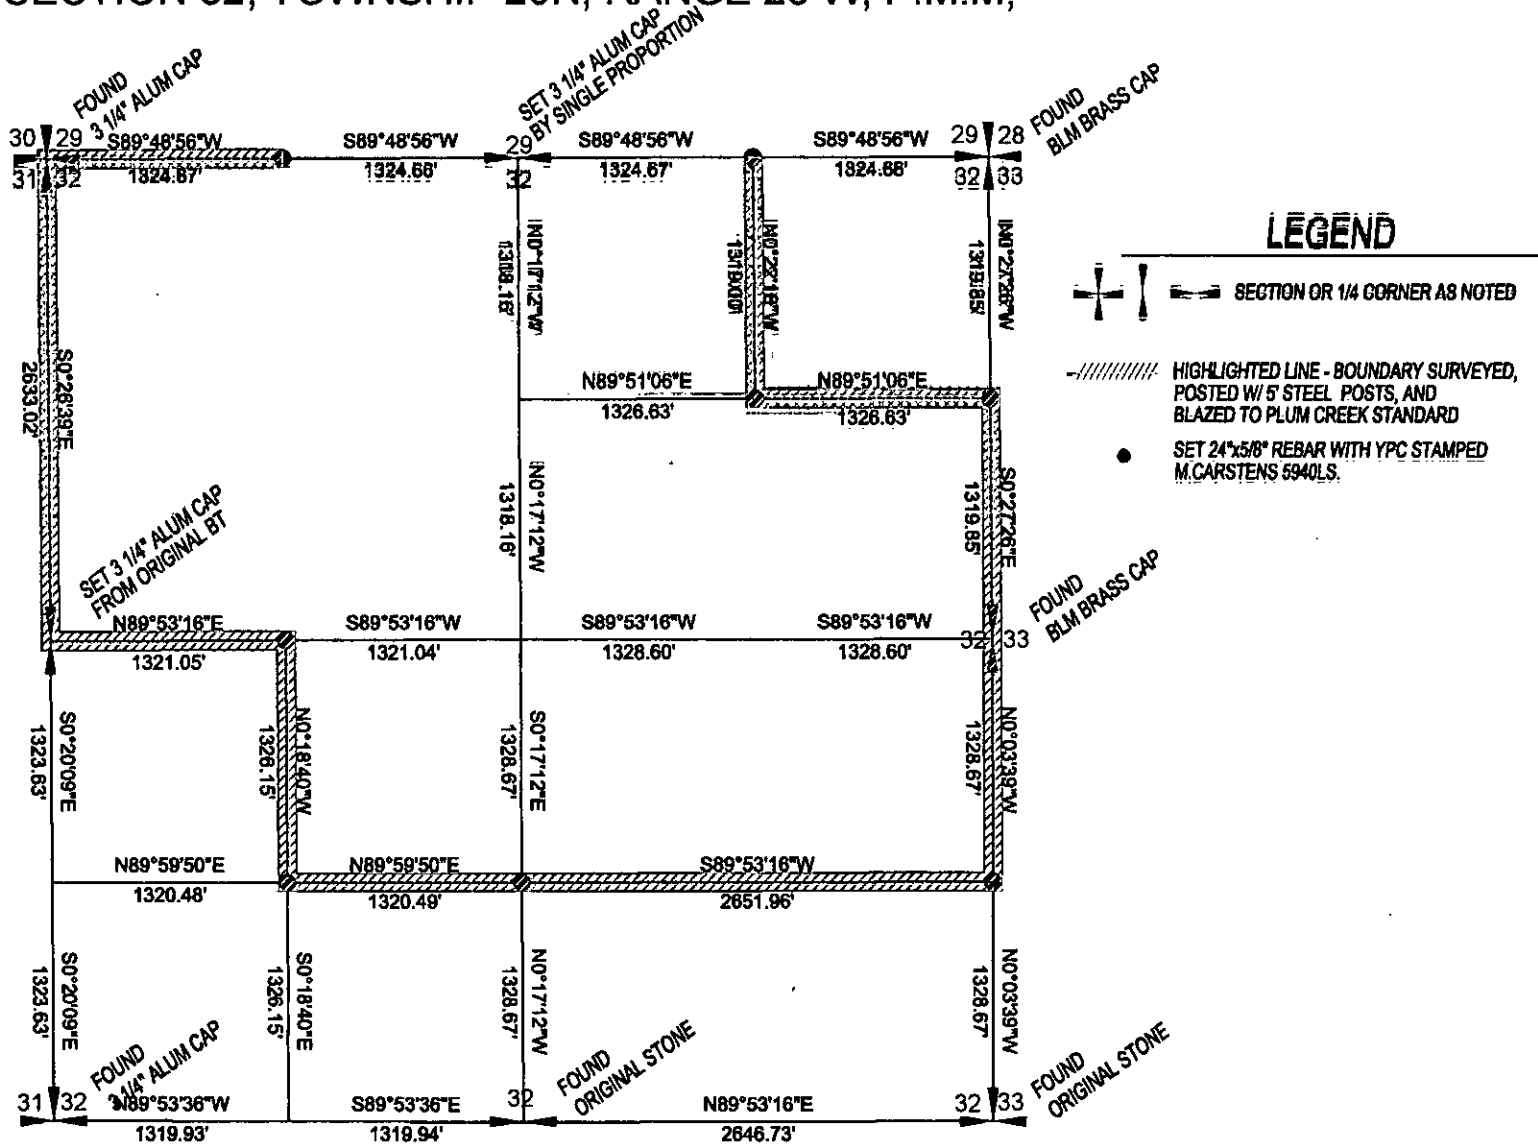 FOUND
3 1/4" ALUM CAP
SET 3 1/4" ALUM CAP
BY SINGLE PROPORTION
FOUND
BLM BRASS CAP
30 29
S89°48'56"W
S89°48'56"W
29
S89°48'56"W
S89°48'56"W
29 28
31 32
1324.67'
1324.66'
32
1324.67'
1324.66'
32 33
LEGEND
SECTION OR 1/4 CORNER AS NOTED
HIGHLIGHTED LINE - BOUNDARY SURVEYED,
POSTED W/ 5' STEEL POSTS, AND
BLAZED TO PLUM CREEK STANDARD
SET 24"x5/8" REBAR WITH YPC STAMPED
M.CARSTENS 5940LS.
S0°26'39"E
2633.02'
N0°17'12"W
N0°27'26"W
1319.85'
N89°51'06"E
1326.63'
N89°51'06"E
1326.63'
N0°17'12"W
1318.16'
S0°27'26"E
1319.85'
SET 3 1/4" ALUM CAP
FROM ORIGINAL BT
FOUND
BLM BRASS CAP
N89°53'16"E
1321.05'
S89°53'16"W
1321.04'
S89°53'16"W
1328.60'
S89°53'16"W
1328.60'
32 33
S0°20'09"E
1323.63'
N0°18'40"W
1326.15'
S0°17'12"E
1328.67'
N0°03'39"W
1328.67'
N89°59'50"E
1320.48'
N89°59'50"E
1320.49'
S89°53'16"W
2651.96'
S0°20'09"E
1323.63'
S0°18'40"E
1326.15'
N0°17'12"W
1328.67'
N0°03'39"W
1328.67'
FOUND
3 1/4" ALUM CAP
FOUND
ORIGINAL STONE
FOUND
ORIGINAL STONE
31 32
N89°53'36"W
1319.93'
S89°53'36"E
1319.94'
32
N89°53'16"E
2646.73'
32 33